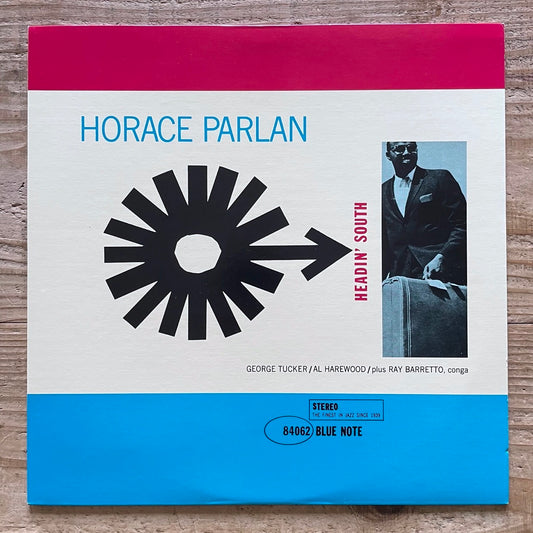 HORACE PARLAN
HEADIN' SOUTH
GEORGE TUCKER/AL HAREWOOD/plus RAY BARRETTO, conga
STEREO
THE FINEST IN JAZZ SINCE 1939
84062 BLUE NOTE